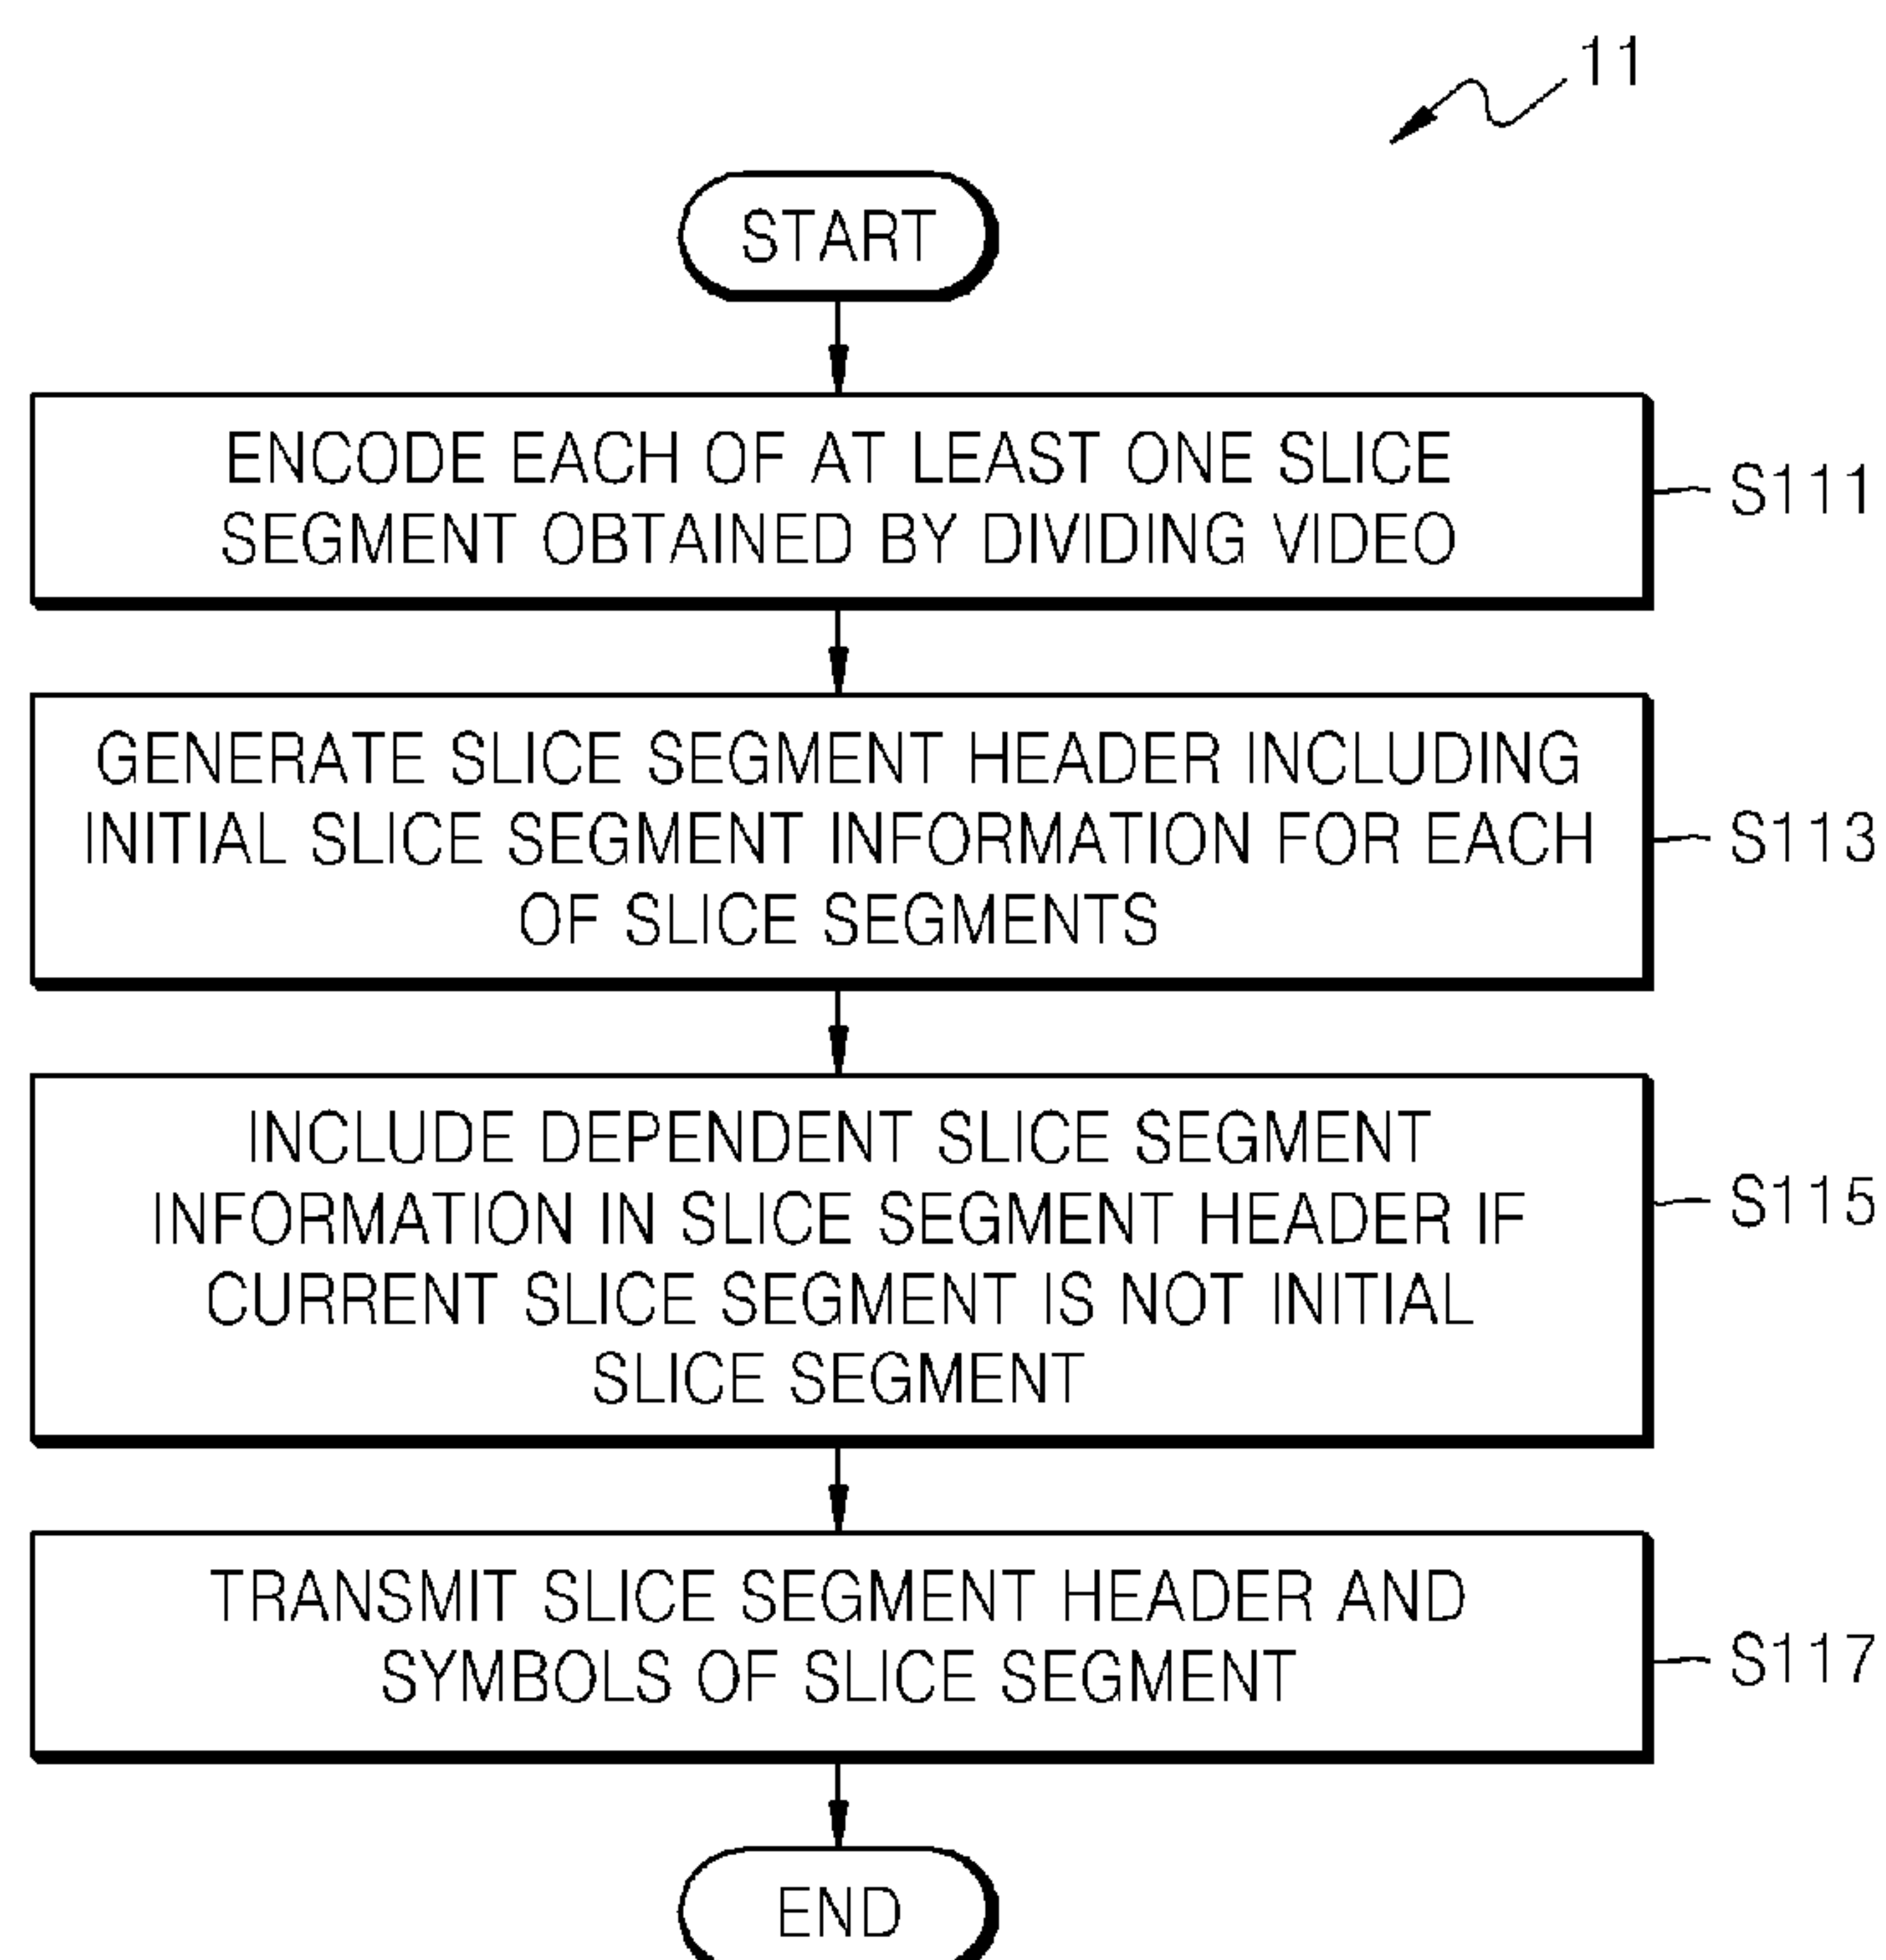 11
START
ENCODE EACH OF AT LEAST ONE SLICE
SEGMENT OBTAINED BY DIVIDING VIDEO
S111
GENERATE SLICE SEGMENT HEADER INCLUDING
INITIAL SLICE SEGMENT INFORMATION FOR EACH
OF SLICE SEGMENTS
S113
INCLUDE DEPENDENT SLICE SEGMENT
INFORMATION IN SLICE SEGMENT HEADER IF
CURRENT SLICE SEGMENT IS NOT INITIAL
SLICE SEGMENT
S115
TRANSMIT SLICE SEGMENT HEADER AND
SYMBOLS OF SLICE SEGMENT
S117
END